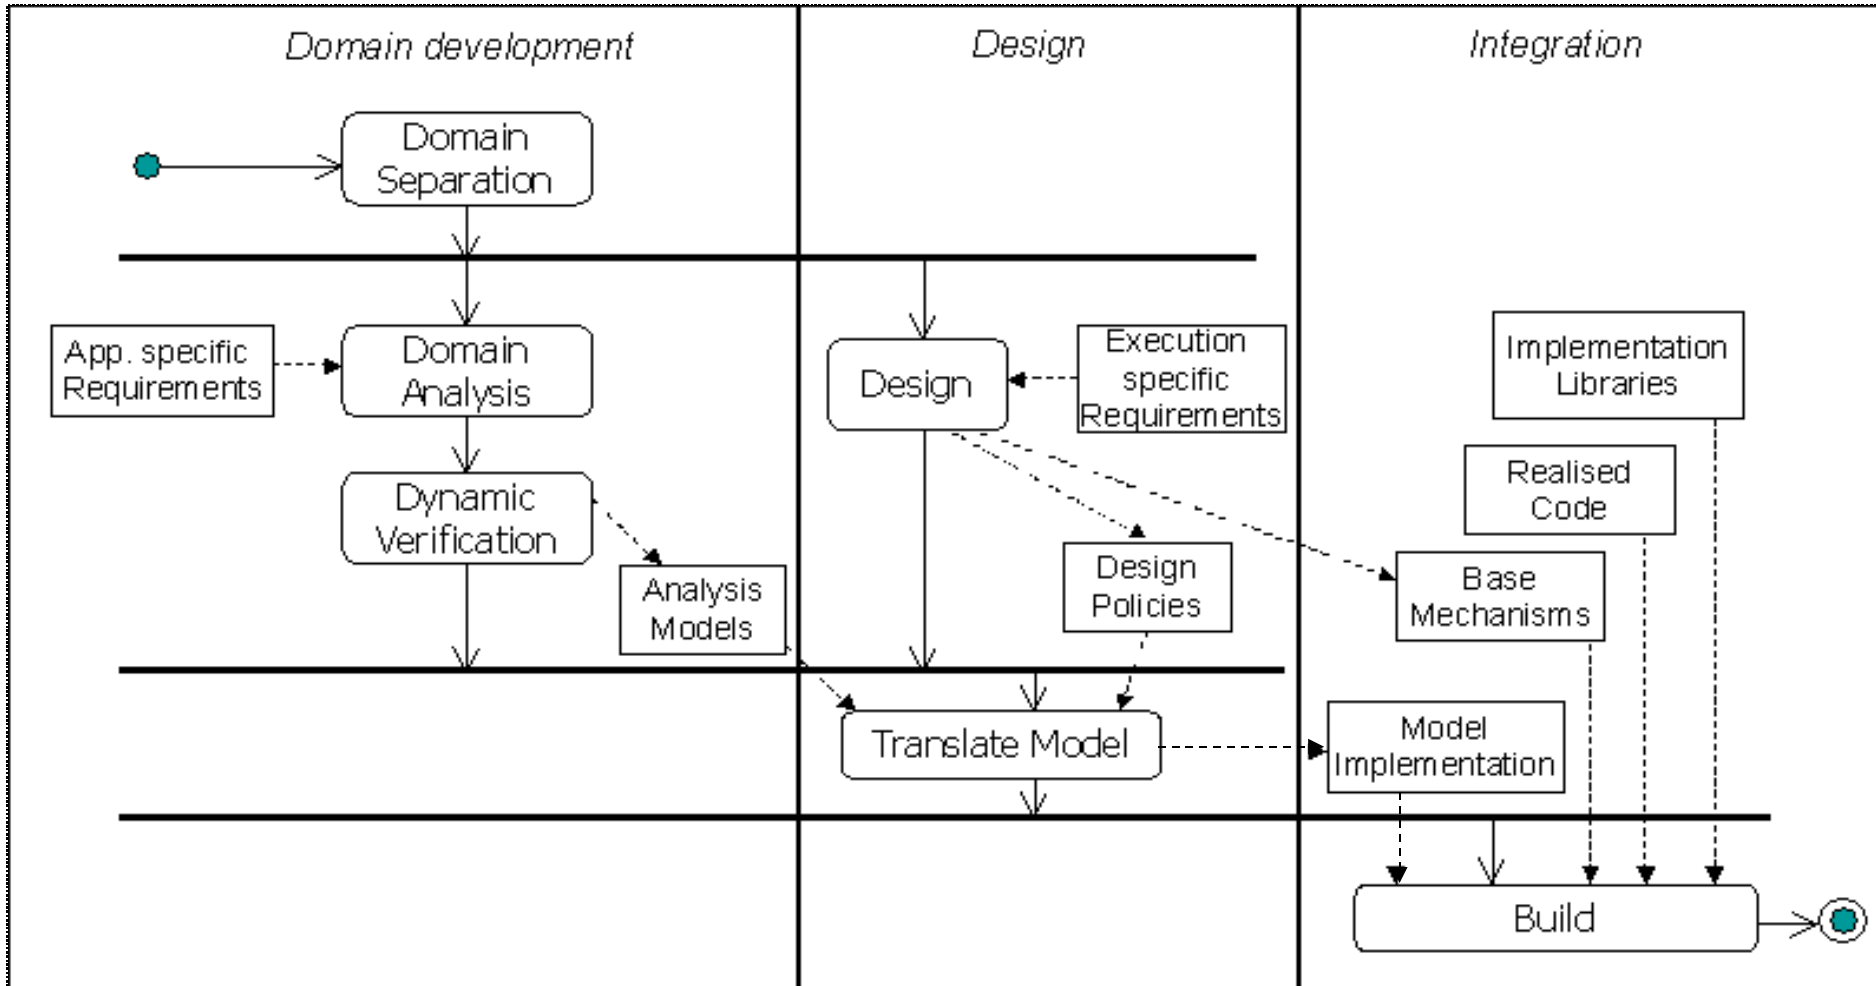 Domain development
Design
Integration
Domain
Separation
App. specific
Requirements
Domain
Analysis
Design
Execution
specific
Requirements
Implementation
Libraries
Dynamic
Verification
Realised
Code
Analysis
Models
Design
Policies
Base
Mechanisms
Translate Model
Model
Implementation
Build